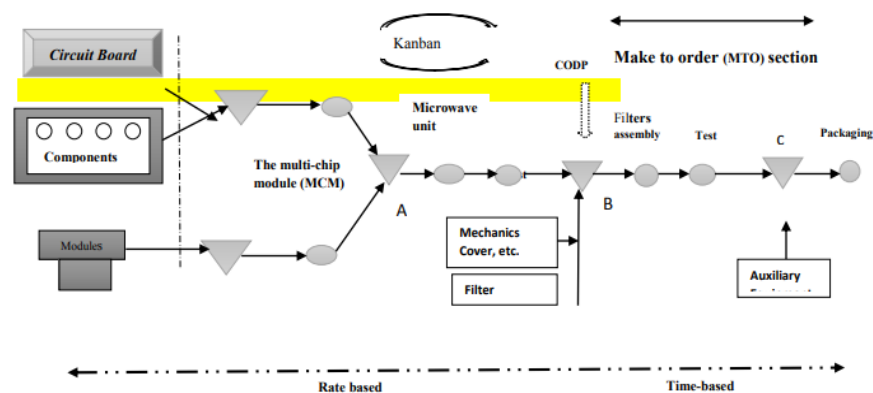 Circuit Board
Kanban
CODP
Make to order (MTO) section
Microwave
unit
Filters
assembly
Test
C
Packaging
Components
The multi-chip
module (MCM)
t
A
B
Modules
Mechanics
Cover, etc.
Filter
Auxiliary
Rate based
Time-based